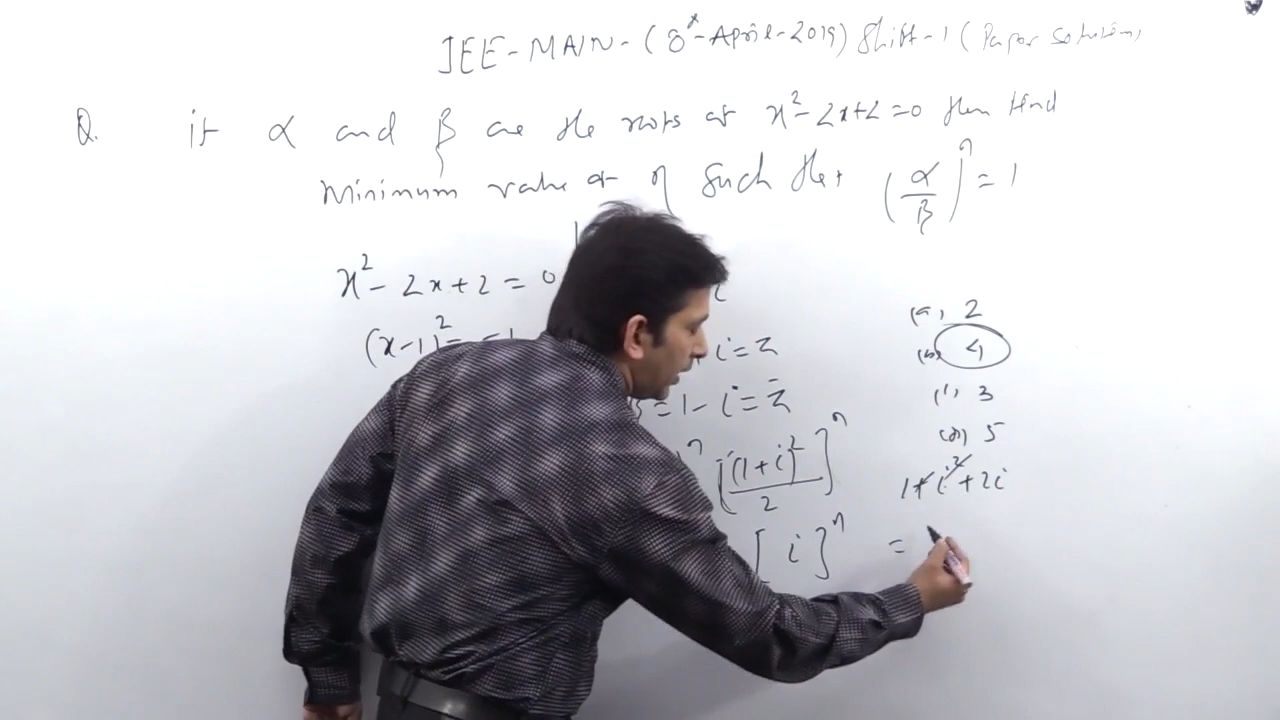 JEE-MAIN-(8-April-2019) Shift-1 (Paper solution)
Q. if α and β are the roots of x²-2x+2=0 then find
Minimum value of n such that (α/β)ⁿ = 1
x² - 2x + 2 = 0
(x-1)² = -1
i = z
β = 1 - i = z̄
[(1+i)²/2]ⁿ
[i]ⁿ =
(a) 2
(b) 4
(c) 3
(d) 5
1+i²+2i